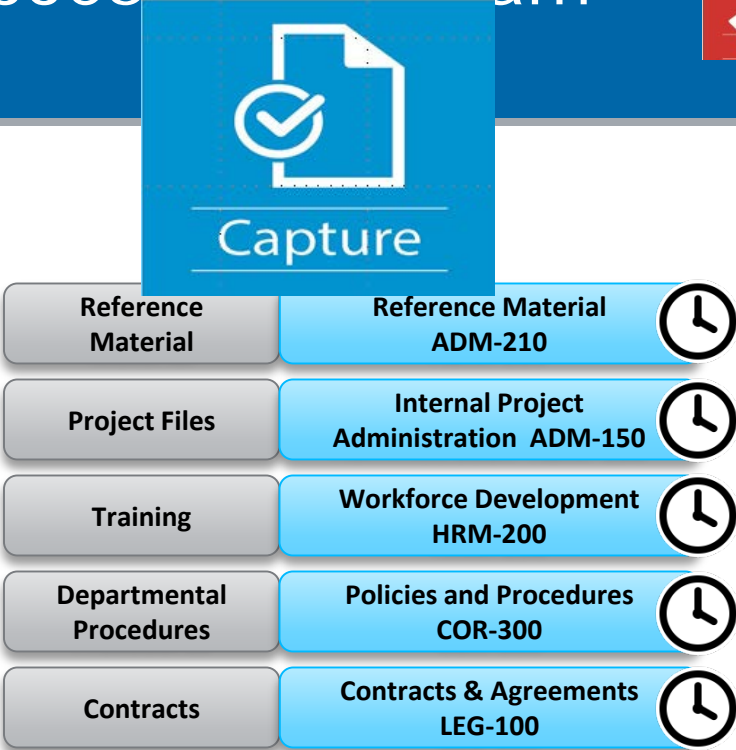 Capture
Reference
Material
Reference Material
ADM-210
Project Files
Internal Project
Administration ADM-150
Training
Workforce Development
HRM-200
Departmental
Procedures
Policies and Procedures
COR-300
Contracts
Contracts & Agreements
LEG-100